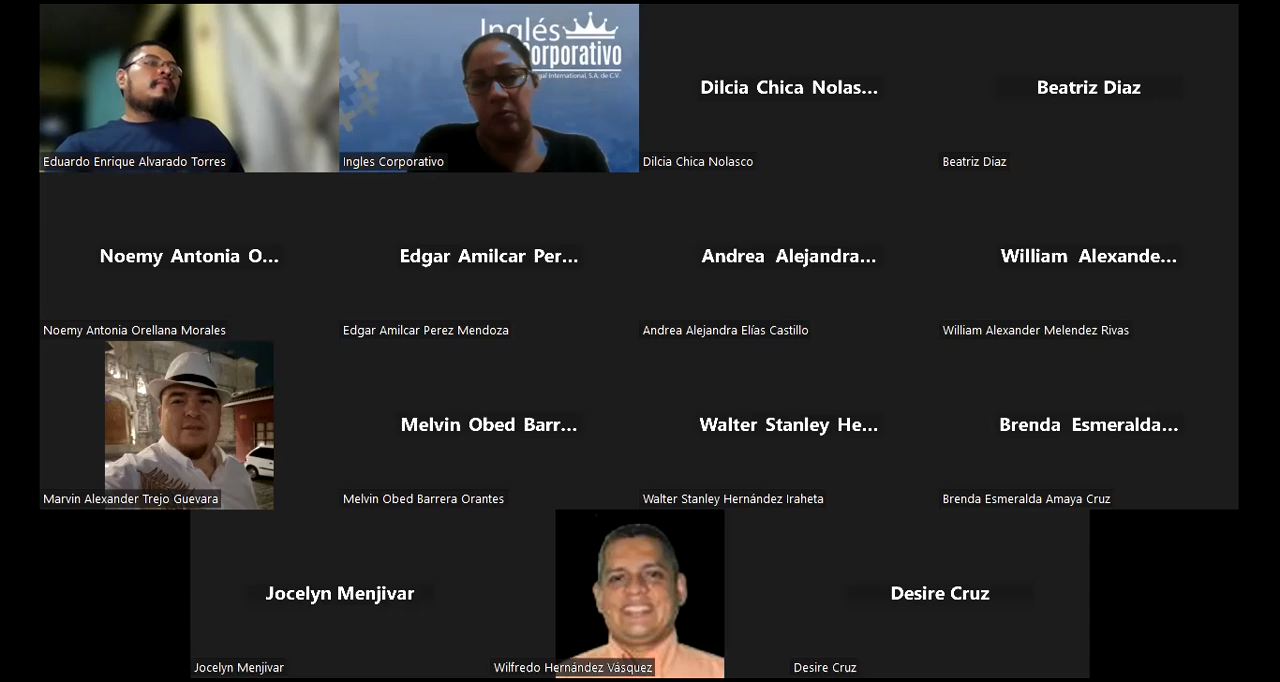 Inglés
Corporativo
gal International, S.A. de C.V.
Dilcia Chica Nolas...
Beatriz Diaz
Eduardo Enrique Alvarado Torres
Ingles Corporativo
Dilcia Chica Nolasco
Beatriz Diaz
Noemy Antonia O...
Edgar Amilcar Per...
Andrea Alejandra...
William Alexande...
Noemy Antonia Orellana Morales
Edgar Amilcar Perez Mendoza
Andrea Alejandra Elías Castillo
William Alexander Melendez Rivas
Melvin Obed Barr...
Walter Stanley He...
Brenda Esmeralda...
Marvin Alexander Trejo Guevara
Melvin Obed Barrera Orantes
Walter Stanley Hernández Iraheta
Brenda Esmeralda Amaya Cruz
Jocelyn Menjivar
Desire Cruz
Jocelyn Menjivar
Wilfredo Hernández Vásquez
Desire Cruz